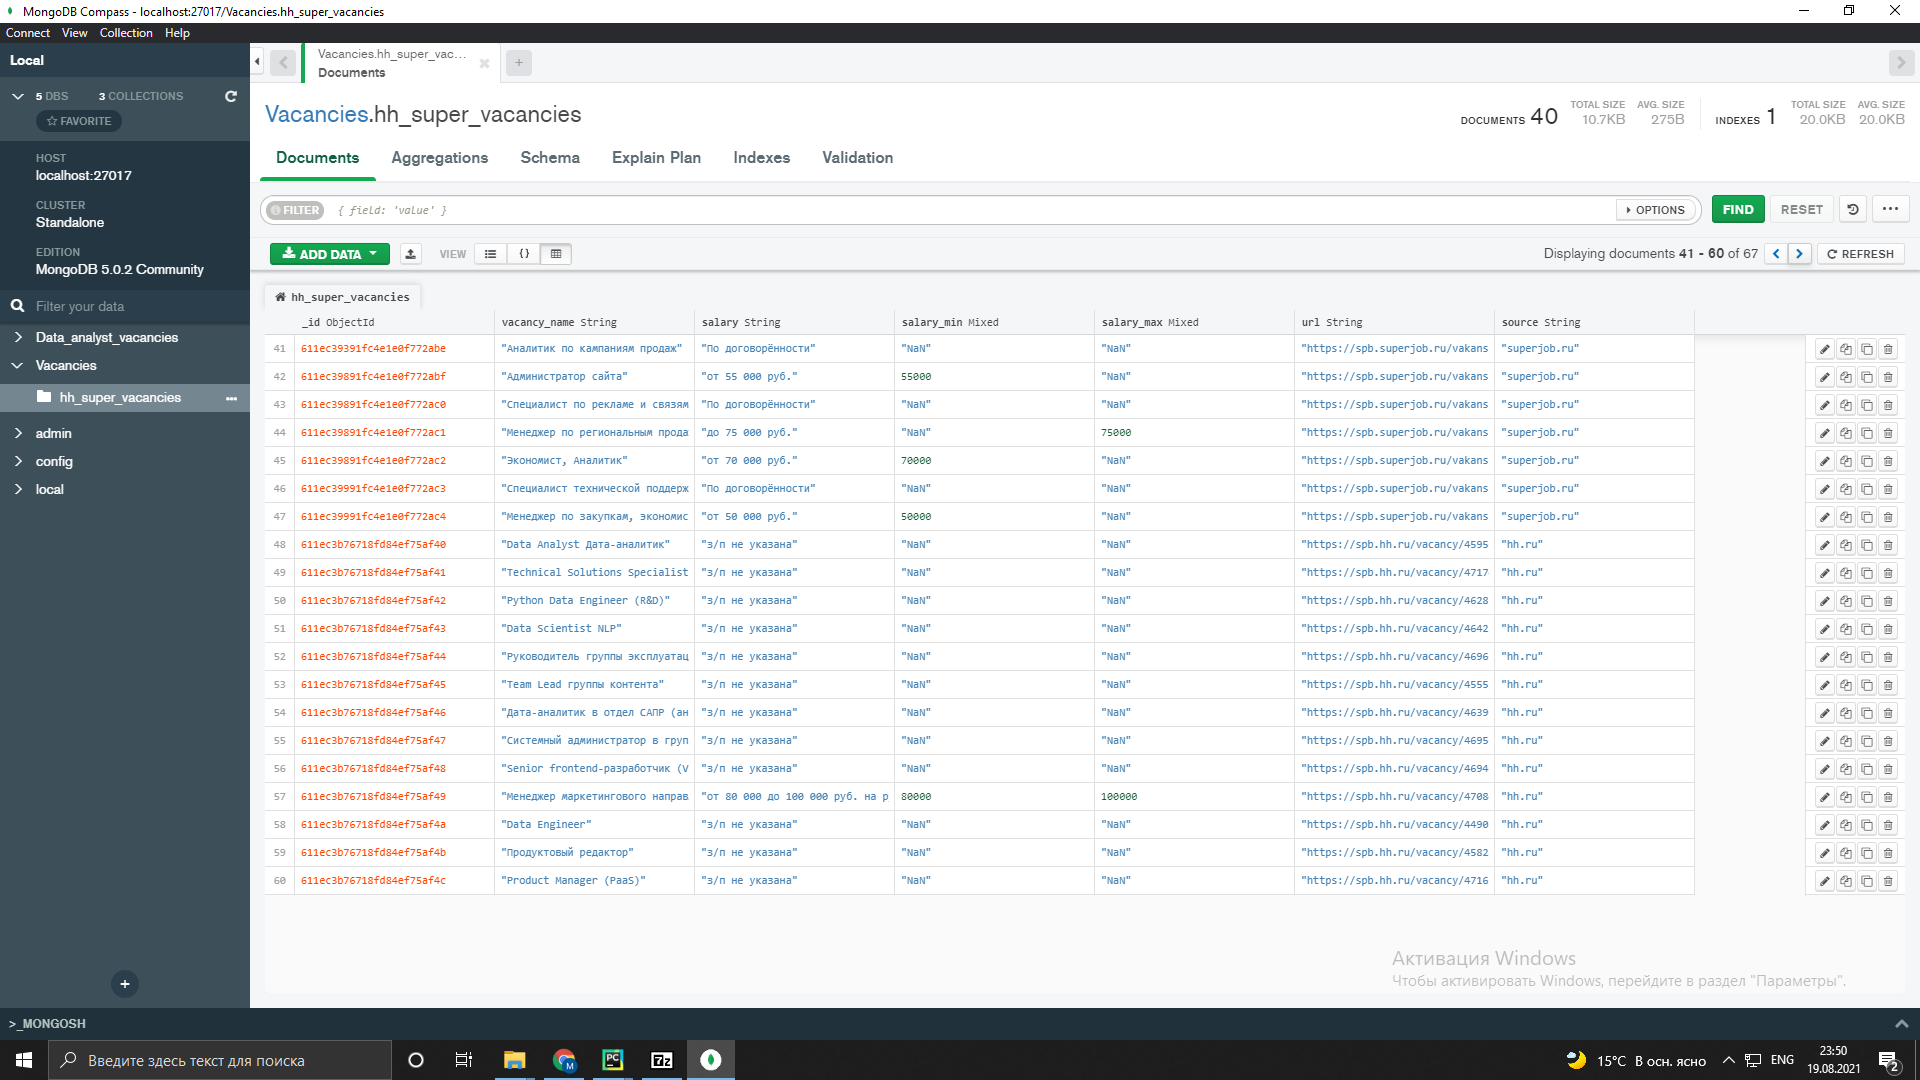 MongoDB Compass - localhost:27017/Vacancies.hh_super_vacancies
Connect View Collection Help
Local
5 DBS 3 COLLECTIONS
FAVORITE
HOST
localhost:27017
CLUSTER
Standalone
EDITION
MongoDB 5.0.2 Community
Filter your data
Data_analyst_vacancies
Vacancies
hh_super_vacancies
admin
config
local
Vacancies.hh_super_vac...
Documents
Vacancies.hh_super_vacancies
DOCUMENTS 40 TOTAL SIZE 10.7KB AVG. SIZE 275B INDEXES 1 TOTAL SIZE 20.0KB AVG. SIZE 20.0KB
Documents Aggregations Schema Explain Plan Indexes Validation
FILTER { field: 'value' } OPTIONS FIND RESET
ADD DATA VIEW Displaying documents 41 - 60 of 67 REFRESH
hh_super_vacancies
_id ObjectId vacancy_name String salary String salary_min Mixed salary_max Mixed url String source String
41 611ec39391fc4e1e0f772abe "Аналитик по кампаниям продаж" "По договорённости" "NaN" "NaN" "https://spb.superjob.ru/vakans "superjob.ru"
42 611ec39891fc4e1e0f772abf "Администратор сайта" "от 55 000 руб." 55000 "NaN" "https://spb.superjob.ru/vakans "superjob.ru"
43 611ec39891fc4e1e0f772ac0 "Специалист по рекламе и связям "По договорённости" "NaN" "NaN" "https://spb.superjob.ru/vakans "superjob.ru"
44 611ec39891fc4e1e0f772ac1 "Менеджер по региональным прода "до 75 000 руб." "NaN" 75000 "https://spb.superjob.ru/vakans "superjob.ru"
45 611ec39891fc4e1e0f772ac2 "Экономист, Аналитик" "от 70 000 руб." 70000 "NaN" "https://spb.superjob.ru/vakans "superjob.ru"
46 611ec39991fc4e1e0f772ac3 "Специалист технической поддерж "По договорённости" "NaN" "NaN" "https://spb.superjob.ru/vakans "superjob.ru"
47 611ec39991fc4e1e0f772ac4 "Менеджер по закупкам, экономис "от 50 000 руб." 50000 "NaN" "https://spb.superjob.ru/vakans "superjob.ru"
48 611ec3b76718fd84ef75af40 "Data Analyst Дата-аналитик" "з/п не указана" "NaN" "NaN" "https://spb.hh.ru/vacancy/4595 "hh.ru"
49 611ec3b76718fd84ef75af41 "Technical Solutions Specialist "з/п не указана" "NaN" "NaN" "https://spb.hh.ru/vacancy/4717 "hh.ru"
50 611ec3b76718fd84ef75af42 "Python Data Engineer (R&D)" "з/п не указана" "NaN" "NaN" "https://spb.hh.ru/vacancy/4628 "hh.ru"
51 611ec3b76718fd84ef75af43 "Data Scientist NLP" "з/п не указана" "NaN" "NaN" "https://spb.hh.ru/vacancy/4642 "hh.ru"
52 611ec3b76718fd84ef75af44 "Руководитель группы эксплуатац "з/п не указана" "NaN" "NaN" "https://spb.hh.ru/vacancy/4696 "hh.ru"
53 611ec3b76718fd84ef75af45 "Team Lead группы контента" "з/п не указана" "NaN" "NaN" "https://spb.hh.ru/vacancy/4555 "hh.ru"
54 611ec3b76718fd84ef75af46 "Дата-аналитик в отдел САПР (ан "з/п не указана" "NaN" "NaN" "https://spb.hh.ru/vacancy/4639 "hh.ru"
55 611ec3b76718fd84ef75af47 "Системный администратор в груп "з/п не указана" "NaN" "NaN" "https://spb.hh.ru/vacancy/4695 "hh.ru"
56 611ec3b76718fd84ef75af48 "Senior frontend-разработчик (V "з/п не указана" "NaN" "NaN" "https://spb.hh.ru/vacancy/4694 "hh.ru"
57 611ec3b76718fd84ef75af49 "Менеджер маркетингового направ "от 80 000 до 100 000 руб. на р 80000 100000 "https://spb.hh.ru/vacancy/4708 "hh.ru"
58 611ec3b76718fd84ef75af4a "Data Engineer" "з/п не указана" "NaN" "NaN" "https://spb.hh.ru/vacancy/4490 "hh.ru"
59 611ec3b76718fd84ef75af4b "Продуктовый редактор" "з/п не указана" "NaN" "NaN" "https://spb.hh.ru/vacancy/4582 "hh.ru"
60 611ec3b76718fd84ef75af4c "Product Manager (PaaS)" "з/п не указана" "NaN" "NaN" "https://spb.hh.ru/vacancy/4716 "hh.ru"
Активация Windows
Чтобы активировать Windows, перейдите в раздел "Параметры".
>_MONGOSH
Введите здесь текст для поиска
M
PC
7z
15°C В осн. ясно
ENG
23:50
19.08.2021
2